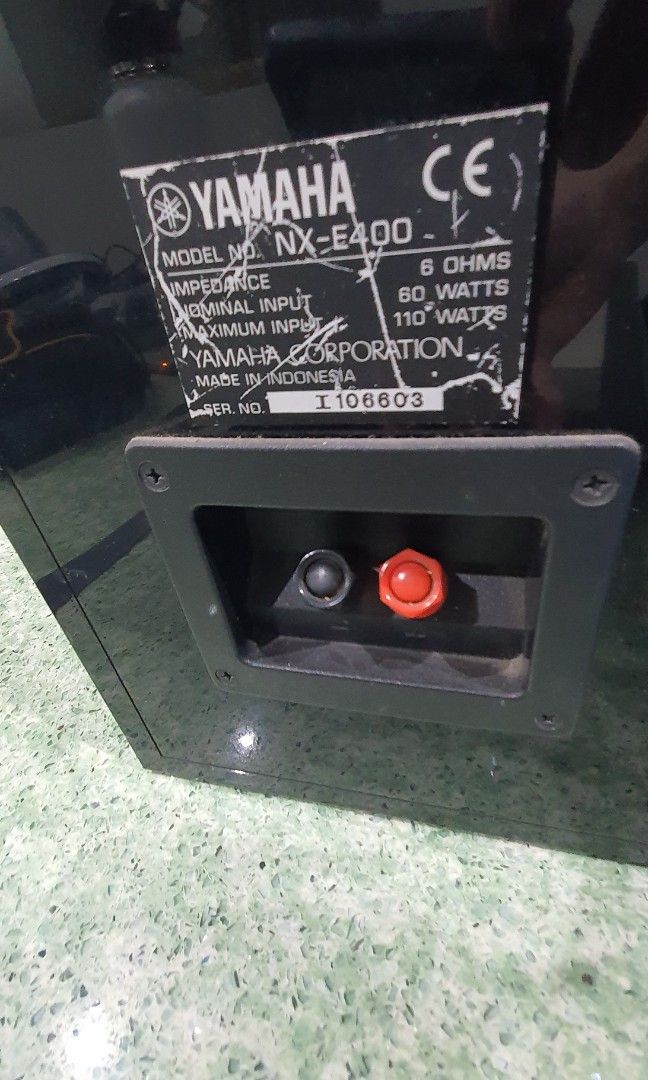 YAMAHA CE
MODEL NO. NX-E400
IMPEDANCE 6 OHMS
NOMINAL INPUT 60 WATTS
MAXIMUM INPUT 110 WATTS
YAMAHA CORPORATION
MADE IN INDONESIA
SER. NO. I106603